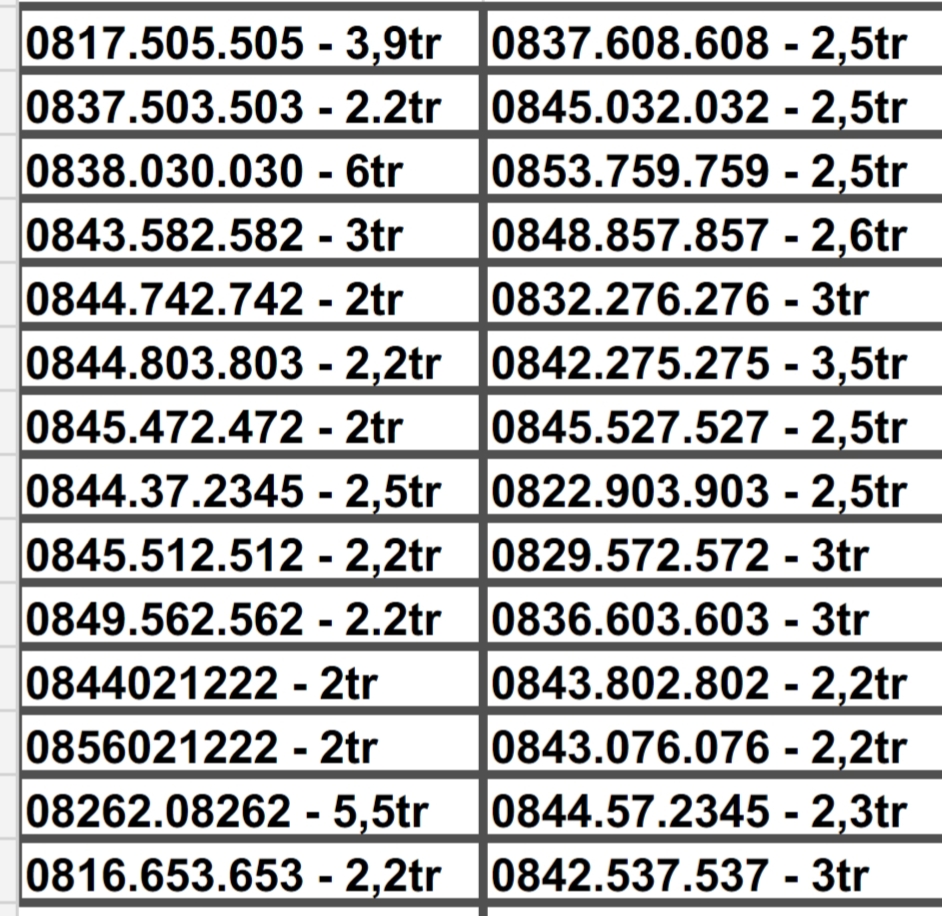 0817.505.505 - 3,9tr 0837.608.608 - 2,5tr
0837.503.503 - 2.2tr 0845.032.032 - 2,5tr
0838.030.030 - 6tr 0853.759.759 - 2,5tr
0843.582.582 - 3tr 0848.857.857 - 2,6tr
0844.742.742 - 2tr 0832.276.276 - 3tr
0844.803.803 - 2,2tr 0842.275.275 - 3,5tr
0845.472.472 - 2tr 0845.527.527 - 2,5tr
0844.37.2345 - 2,5tr 0822.903.903 - 2,5tr
0845.512.512 - 2,2tr 0829.572.572 - 3tr
0849.562.562 - 2.2tr 0836.603.603 - 3tr
0844021222 - 2tr 0843.802.802 - 2,2tr
0856021222 - 2tr 0843.076.076 - 2,2tr
08262.08262 - 5,5tr 0844.57.2345 - 2,3tr
0816.653.653 - 2,2tr 0842.537.537 - 3tr